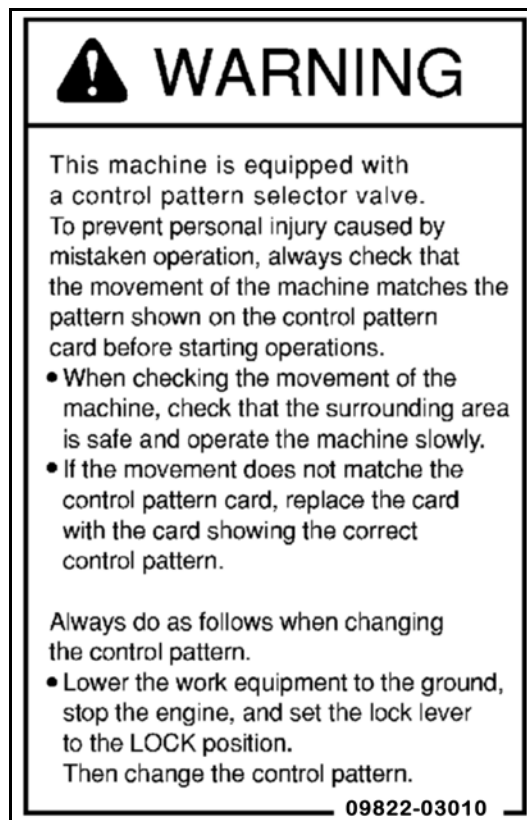 WARNING
This machine is equipped with
a control pattern selector valve.
To prevent personal injury caused by
mistaken operation, always check that
the movement of the machine matches the
pattern shown on the control pattern
card before starting operations.
• When checking the movement of the
machine, check that the surrounding area
is safe and operate the machine slowly.
• If the movement does not matche the
control pattern card, replace the card
with the card showing the correct
control pattern.
Always do as follows when changing
the control pattern.
• Lower the work equipment to the ground,
stop the engine, and set the lock lever
to the LOCK position.
Then change the control pattern.
09822-03010